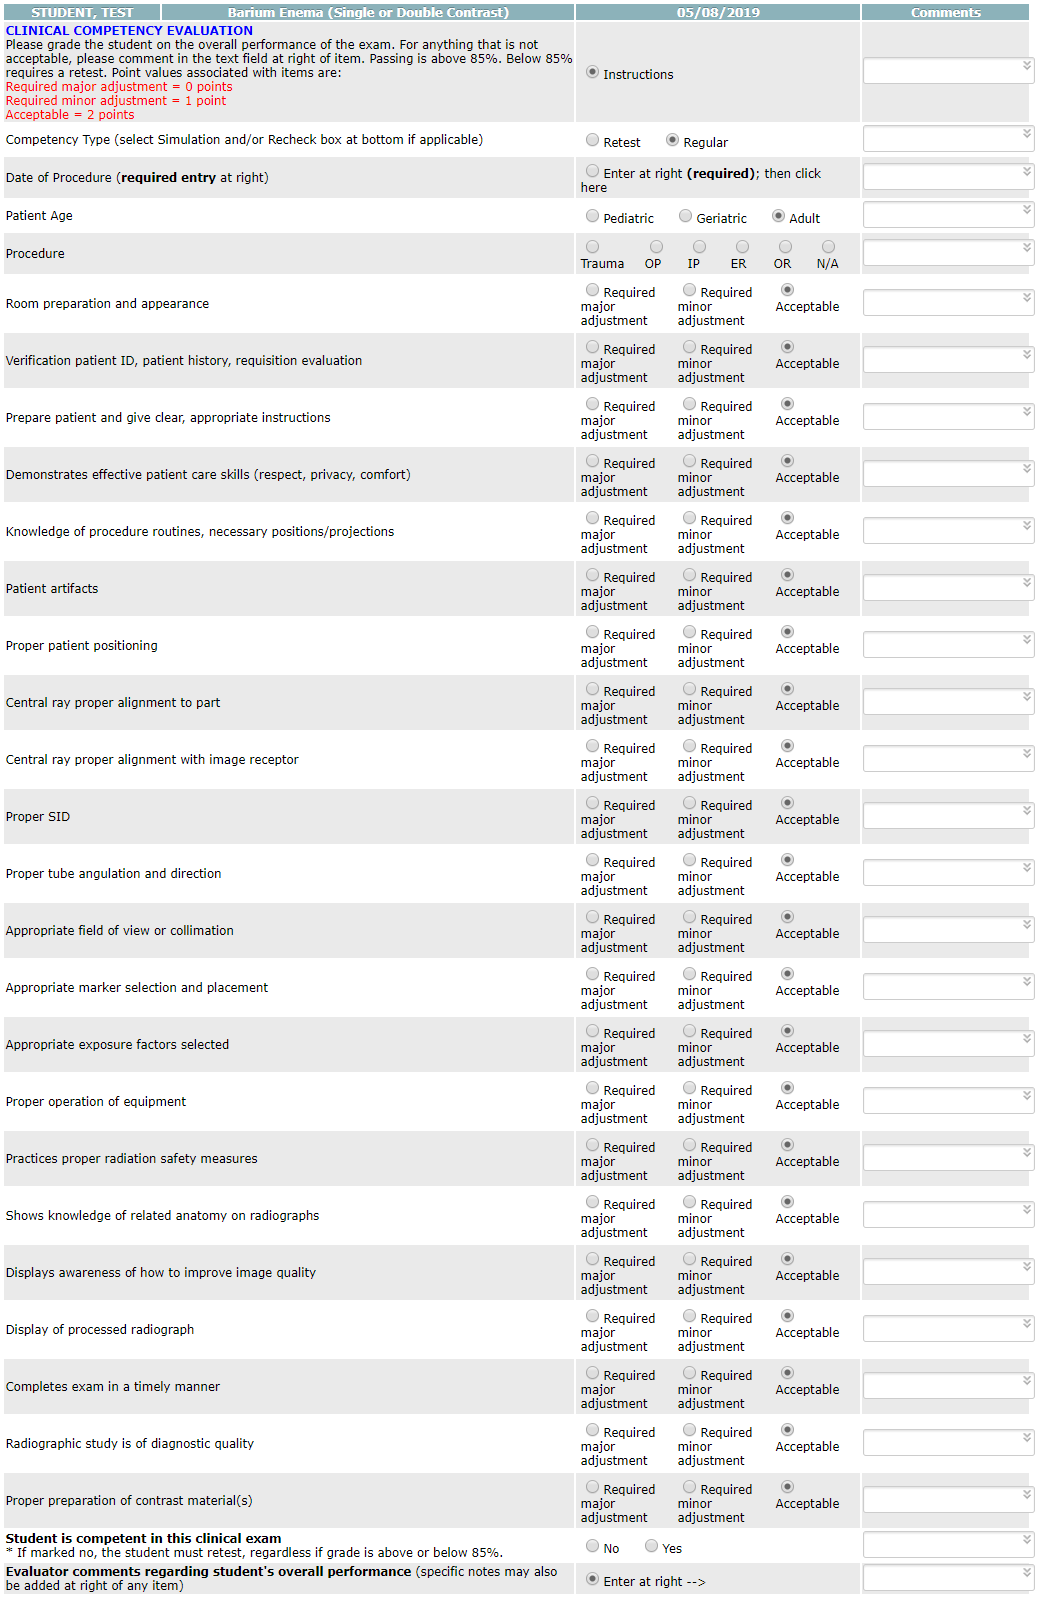 STUDENT, TEST Barium Enema (Single or Double Contrast) 05/08/2019 Comments
CLINICAL COMPETENCY EVALUATION
Please grade the student on the overall performance of the exam. For anything that is not
acceptable, please comment in the text field at right of item. Passing is above 85%. Below 85%
requires a retest. Point values associated with items are:
Required major adjustment = 0 points
Required minor adjustment = 1 point
Acceptable = 2 points
Instructions
Competency Type (select Simulation and/or Recheck box at bottom if applicable)
Retest Regular
Date of Procedure (required entry at right)
Enter at right (required); then click
here
Patient Age
Pediatric Geriatric Adult
Procedure
Trauma OP IP ER OR N/A
Room preparation and appearance
Required Required
major minor Acceptable
adjustment adjustment
Verification patient ID, patient history, requisition evaluation
Required Required
major minor Acceptable
adjustment adjustment
Prepare patient and give clear, appropriate instructions
Required Required
major minor Acceptable
adjustment adjustment
Demonstrates effective patient care skills (respect, privacy, comfort)
Required Required
major minor Acceptable
adjustment adjustment
Knowledge of procedure routines, necessary positions/projections
Required Required
major minor Acceptable
adjustment adjustment
Patient artifacts
Required Required
major minor Acceptable
adjustment adjustment
Proper patient positioning
Required Required
major minor Acceptable
adjustment adjustment
Central ray proper alignment to part
Required Required
major minor Acceptable
adjustment adjustment
Central ray proper alignment with image receptor
Required Required
major minor Acceptable
adjustment adjustment
Proper SID
Required Required
major minor Acceptable
adjustment adjustment
Proper tube angulation and direction
Required Required
major minor Acceptable
adjustment adjustment
Appropriate field of view or collimation
Required Required
major minor Acceptable
adjustment adjustment
Appropriate marker selection and placement
Required Required
major minor Acceptable
adjustment adjustment
Appropriate exposure factors selected
Required Required
major minor Acceptable
adjustment adjustment
Proper operation of equipment
Required Required
major minor Acceptable
adjustment adjustment
Practices proper radiation safety measures
Required Required
major minor Acceptable
adjustment adjustment
Shows knowledge of related anatomy on radiographs
Required Required
major minor Acceptable
adjustment adjustment
Displays awareness of how to improve image quality
Required Required
major minor Acceptable
adjustment adjustment
Display of processed radiograph
Required Required
major minor Acceptable
adjustment adjustment
Completes exam in a timely manner
Required Required
major minor Acceptable
adjustment adjustment
Radiographic study is of diagnostic quality
Required Required
major minor Acceptable
adjustment adjustment
Proper preparation of contrast material(s)
Required Required
major minor Acceptable
adjustment adjustment
Student is competent in this clinical exam
* If marked no, the student must retest, regardless if grade is above or below 85%.
No Yes
Evaluator comments regarding student's overall performance (specific notes may also
be added at right of any item)
Enter at right -->